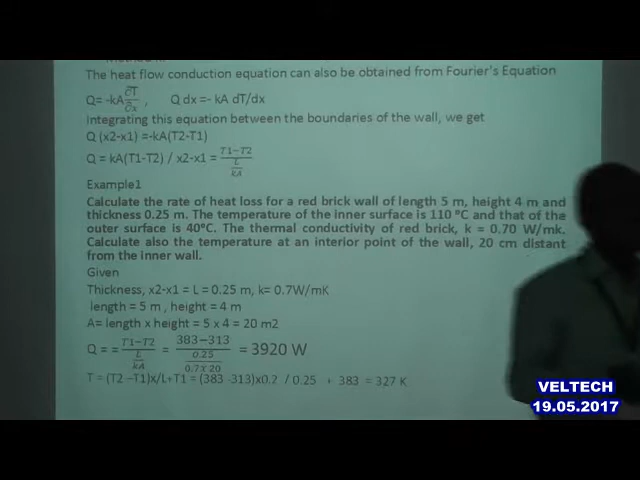 The heat flow conduction equation can also be obtained from Fourier's Equation
Q= -kA ∂T/∂x , Q dx =- kA dT/dx
Integrating this equation between the boundaries of the wall, we get
Q (x2-x1) =-kA(T2-T1)
Q = kA(T1-T2) / x2-x1 = T1−T2 / (L/kA)
Example1
Calculate the rate of heat loss for a red brick wall of length 5 m, height 4 m and
thickness 0.25 m. The temperature of the inner surface is 110 ºC and that of the
outer surface is 40ºC. The thermal conductivity of red brick, k = 0.70 W/mk.
Calculate also the temperature at an interior point of the wall, 20 cm distant
from the inner wall.
Given
Thickness, x2-x1 = L = 0.25 m, k= 0.7W/mK
length = 5 m , height = 4 m
A= length x height = 5 x 4 = 20 m2
Q = = T1−T2 / (L/kA) = 383−313 / (0.25/0.7X 20) = 3920 W
T = (T2 –T1)x/L+T1 = (383 -313)x0.2 / 0.25 + 383 = 327 K
VELTECH
19.05.2017